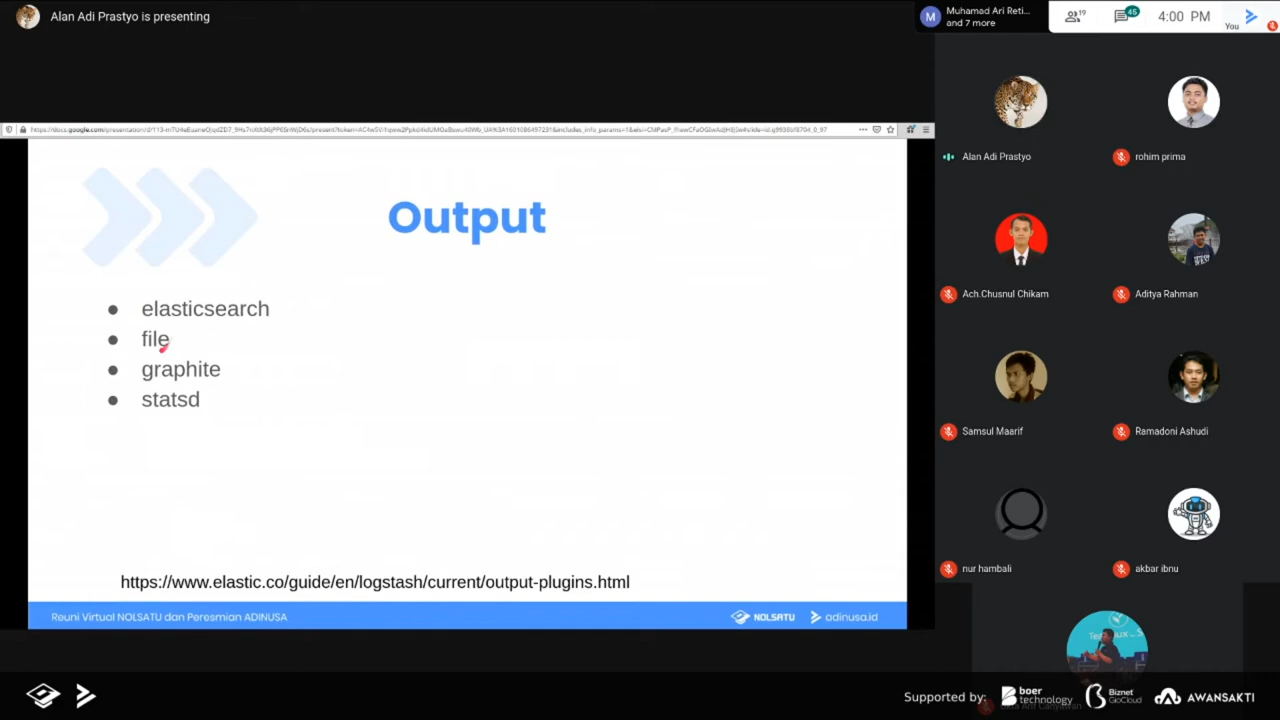 Alan Adi Prastyo is presenting
M
Muhamad Ari Reti...
and 7 more
19
45
4:00 PM
You
Output
● elasticsearch
● file
● graphite
● statsd
https://www.elastic.co/guide/en/logstash/current/output-plugins.html
Reuni Virtual NOLSATU dan Peresmian ADINUSA
NOLSATU
adinusa.id
Alan Adi Prastyo
rohim prima
Ach.Chusnul Chikam
Aditya Rahman
Samsul Maarif
Ramadoni Ashudi
nur hambali
akbar ibnu
Supported by:
boer
technology
Biznet
GioCloud
AWANSAKTI